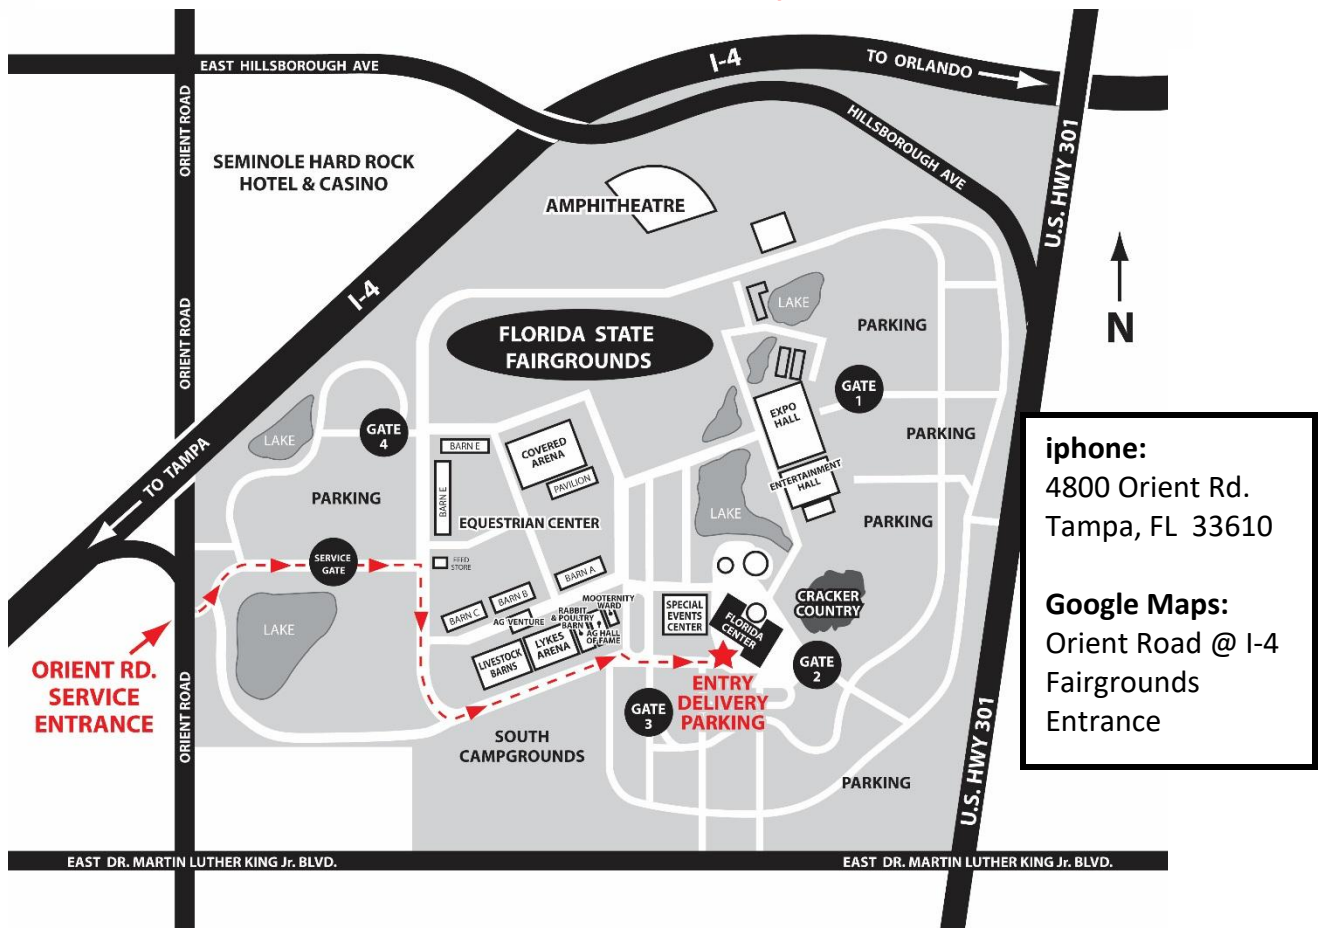 I-4
TO ORLANDO
EAST HILLSBOROUGH AVE
ORIENT ROAD
HILLSBOROUGH AVE
U.S. HWY 301
SEMINOLE HARD ROCK
HOTEL & CASINO
AMPHITHEATRE
I-4
N
LAKE
PARKING
ORIENT ROAD
FLORIDA STATE
FAIRGROUNDS
GATE
1
EXPO
HALL
PARKING
LAKE
GATE
4
TO TAMPA
BARN E
COVERED
ARENA
PAVILION
ENTERTAINMENT
HALL
PARKING
BARN E
EQUESTRIAN CENTER
LAKE
PARKING
SERVICE
GATE
FEED
STORE
BARN A
BARN B
BARN C
AG VENTURE
MOOTERNITY
WARD
RABBIT
& POULTRY
BARN
AG HALL
OF FAME
LYKES
ARENA
LIVESTOCK
BARNS
SPECIAL
EVENTS
CENTER
FLORIDA
CENTER
CRACKER
COUNTRY
LAKE
GATE
2
ORIENT RD.
SERVICE
ENTRANCE
ORIENT ROAD
ENTRY
DELIVERY
PARKING
GATE
3
SOUTH
CAMPGROUNDS
PARKING
U.S. HWY 301
EAST DR. MARTIN LUTHER KING Jr. BLVD.
EAST DR. MARTIN LUTHER KING Jr. BLVD.
iphone:
4800 Orient Rd.
Tampa, FL 33610
Google Maps:
Orient Road @ I-4
Fairgrounds
Entrance